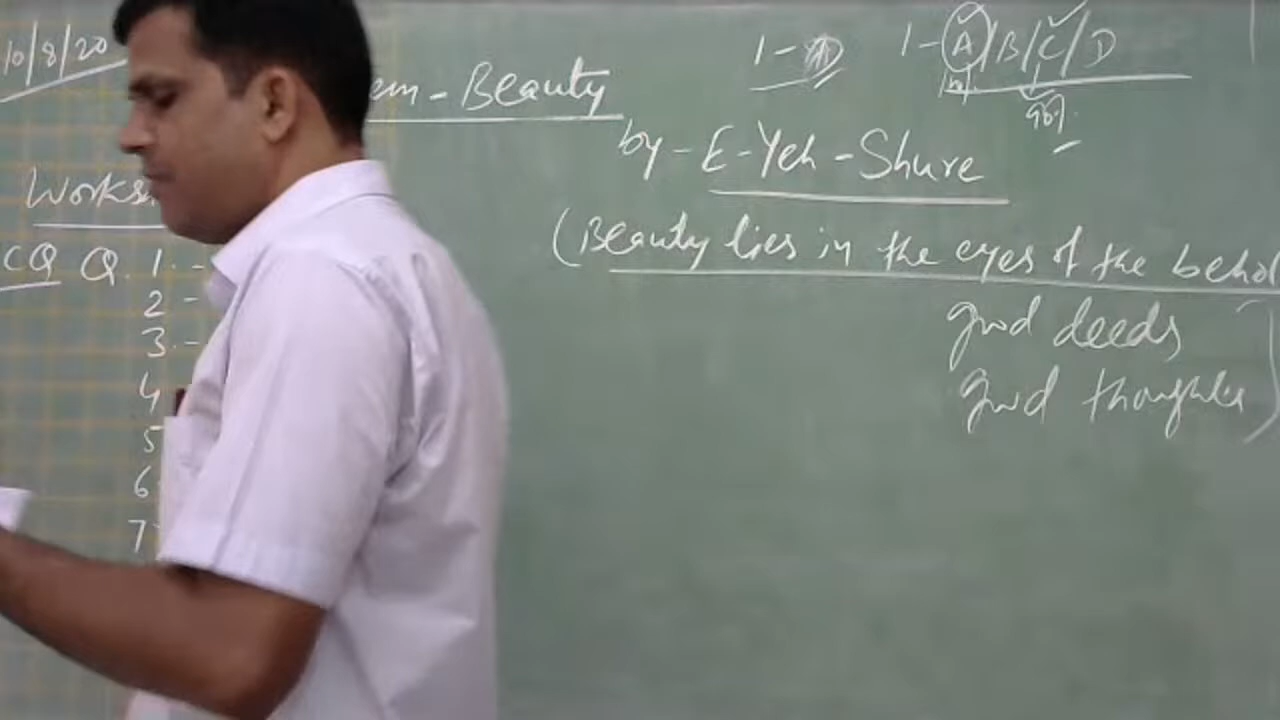 10/8/20
em - Beauty
1 - A
1 - A/B/C/D
by - E-Yeh-Shure
Works
(Beauty lies in the eyes of the behol
CQ Q. 1. -
2 -
3. -
4
5
6
7
good deeds
good thoughts